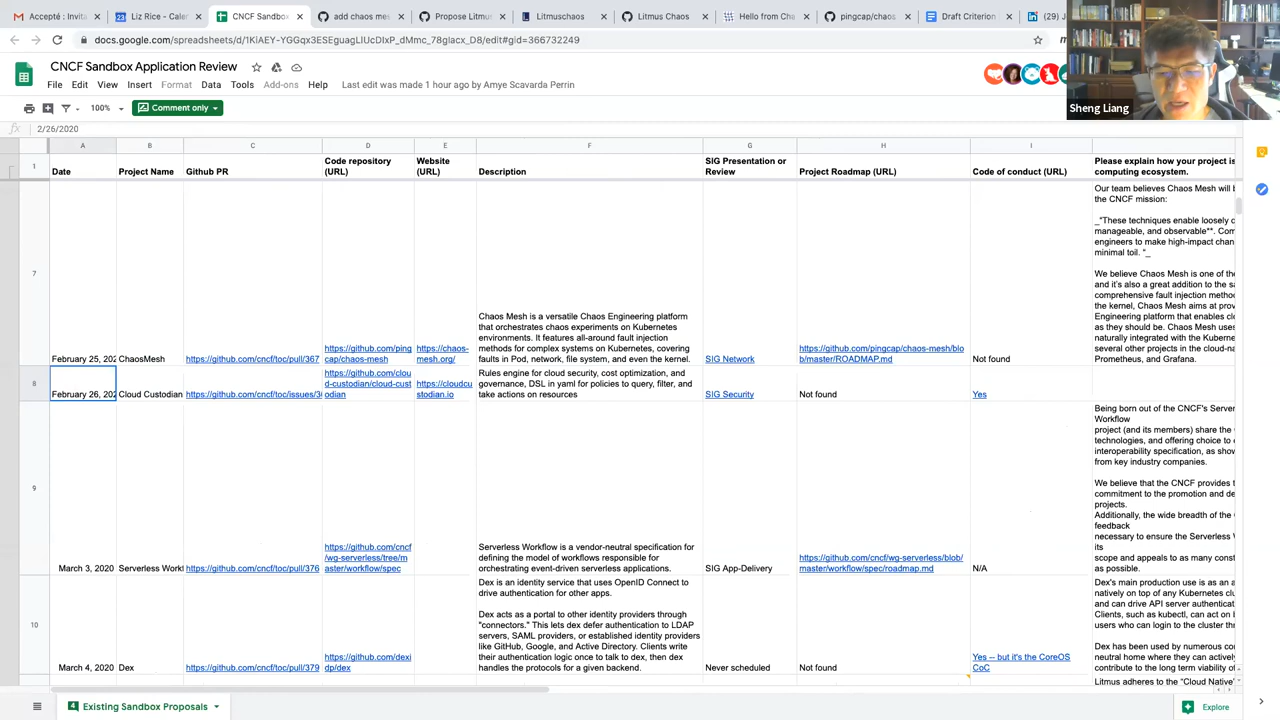 Accepté : Invita
Liz Rice - Caler
CNCF Sandbox
add chaos me
Propose Litmus
Litmuschaos
Litmus Chaos
Hello from Cha
pingcap/chaos
Draft Criterion
(29)
docs.google.com/spreadsheets/d/1KiAEY-YGGqx3ESEguagLlUcDIxP_dMmc_78glacx_D8/edit#gid=366732249
CNCF Sandbox Application Review
File Edit View Insert Format Data Tools Add-ons Help Last edit was made 1 hour ago by Amye Scavarda Perrin
100% Comment only
Sheng Liang
2/26/2020
A B C D E F G H I
1
Date
Project Name
Github PR
Code repository
(URL)
Website
(URL)
Description
SIG Presentation or
Review
Project Roadmap (URL)
Code of conduct (URL)
Please explain how your project is
computing ecosystem.
7
February 25, 202
ChaosMesh
https://github.com/cncf/toc/pull/367
https://github.com/ping
cap/chaos-mesh
https://chaos-
mesh.org/
Chaos Mesh is a versatile Chaos Engineering platform
that orchestrates chaos experiments on Kubernetes
environments. It features all-around fault injection
methods for complex systems on Kubernetes, covering
faults in Pod, network, file system, and even the kernel.
SIG Network
https://github.com/pingcap/chaos-mesh/blo
b/master/ROADMAP.md
Not found
Our team believes Chaos Mesh will b
the CNCF mission:
_"These techniques enable loosely c
manageable, and observable**. Com
engineers to make high-impact chan
minimal toil. "_
We believe Chaos Mesh is one of the
and it's also a great addition to the sa
comprehensive fault injection method
the kernel, Chaos Mesh aims at prov
Engineering platform that enables clo
as they should be. Chaos Mesh uses
naturally integrated with the Kuberne
several other projects in the cloud-na
Prometheus, and Grafana.
8
February 26, 202
Cloud Custodian
https://github.com/cncf/toc/issues/3
https://github.com/clou
d-custodian/cloud-cust
odian
https://cloudcu
stodian.io
Rules engine for cloud security, cost optimization, and
governance, DSL in yaml for policies to query, filter, and
take actions on resources
SIG Security
Not found
Yes
9
March 3, 2020
Serverless Workf
https://github.com/cncf/toc/pull/376
https://github.com/cncf
/wg-serverless/tree/m
aster/workflow/spec
Serverless Workflow is a vendor-neutral specification for
defining the model of workflows responsible for
orchestrating event-driven serverless applications.
SIG App-Delivery
https://github.com/cncf/wg-serverless/blob/
master/workflow/spec/roadmap.md
N/A
Being born out of the CNCF's Server
Workflow
project (and its members) share the
technologies, and offering choice to
interoperability specification, as show
from key industry companies.
We believe that the CNCF provides t
commitment to the promotion and de
projects.
Additionally, the wide breadth of the
feedback
necessary to ensure the Serverless
its
scope and appeals to as many const
as possible.
10
March 4, 2020
Dex
https://github.com/cncf/toc/pull/379
https://github.com/dexi
dp/dex
Dex is an identity service that uses OpenID Connect to
drive authentication for other apps.
Dex acts as a portal to other identity providers through
"connectors." This lets dex defer authentication to LDAP
servers, SAML providers, or established identity providers
like GitHub, Google, and Active Directory. Clients write
their authentication logic once to talk to dex, then dex
handles the protocols for a given backend.
Never scheduled
Not found
Yes -- but it's the CoreOS
CoC
Dex's main production use is as an a
natively on top of any Kubernetes clu
and can drive API server authenticat
Clients, such as kubectl, can act on b
users who can login to the cluster thr
Dex has been used by numerous co
neutral home where they can actively
contribute to the long term viability of
Litmus adheres to the “Cloud Native”
4 Existing Sandbox Proposals
Explore